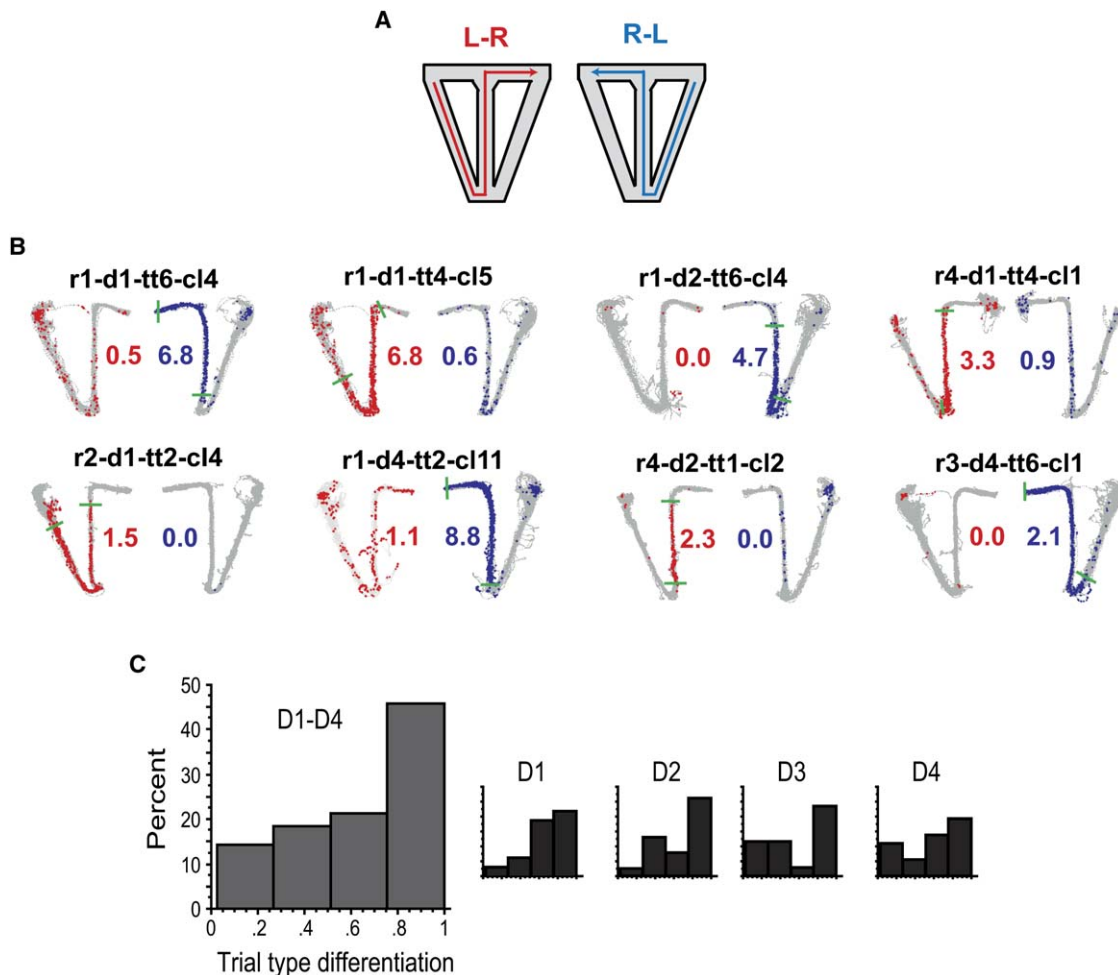 A
L-R
R-L
B
r1-d1-tt6-cl4
r1-d1-tt4-cl5
r1-d2-tt6-cl4
r4-d1-tt4-cl1
0.5 6.8
6.8 0.6
0.0 4.7
3.3 0.9
r2-d1-tt2-cl4
r1-d4-tt2-cl11
r4-d2-tt1-cl2
r3-d4-tt6-cl1
1.5 0.0
1.1 8.8
2.3 0.0
0.0 2.1
C
50
40
30
20
10
0
Percent
D1-D4
0 .2 .4 .6 .8 1
Trial type differentiation
D1
D2
D3
D4